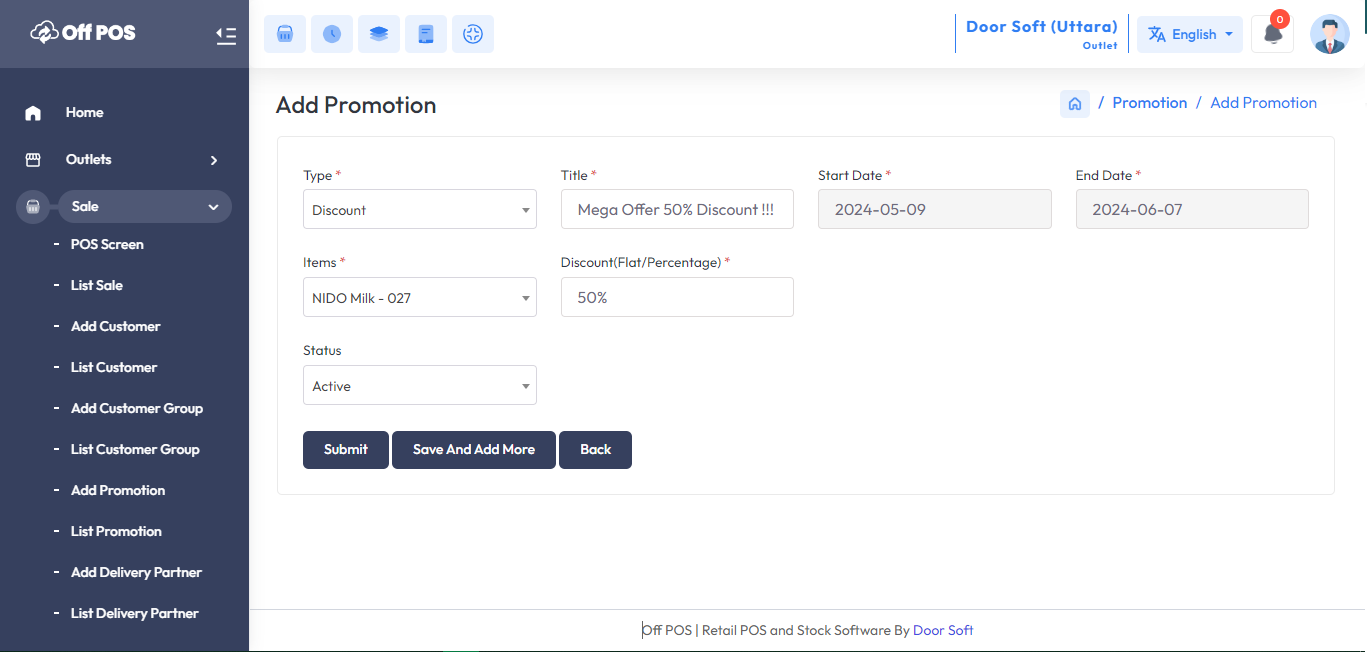 Off POS
Door Soft (Uttara)
Outlet
English
0
Home
Outlets
Sale
- POS Screen
- List Sale
- Add Customer
- List Customer
- Add Customer Group
- List Customer Group
- Add Promotion
- List Promotion
- Add Delivery Partner
- List Delivery Partner
Add Promotion
/ Promotion / Add Promotion
Type * Title * Start Date * End Date *
Discount Mega Offer 50% Discount !!! 2024-05-09 2024-06-07
Items * Discount(Flat/Percentage) *
NIDO Milk - 027 50%
Status
Active
Submit Save And Add More Back
Off POS | Retail POS and Stock Software By Door Soft